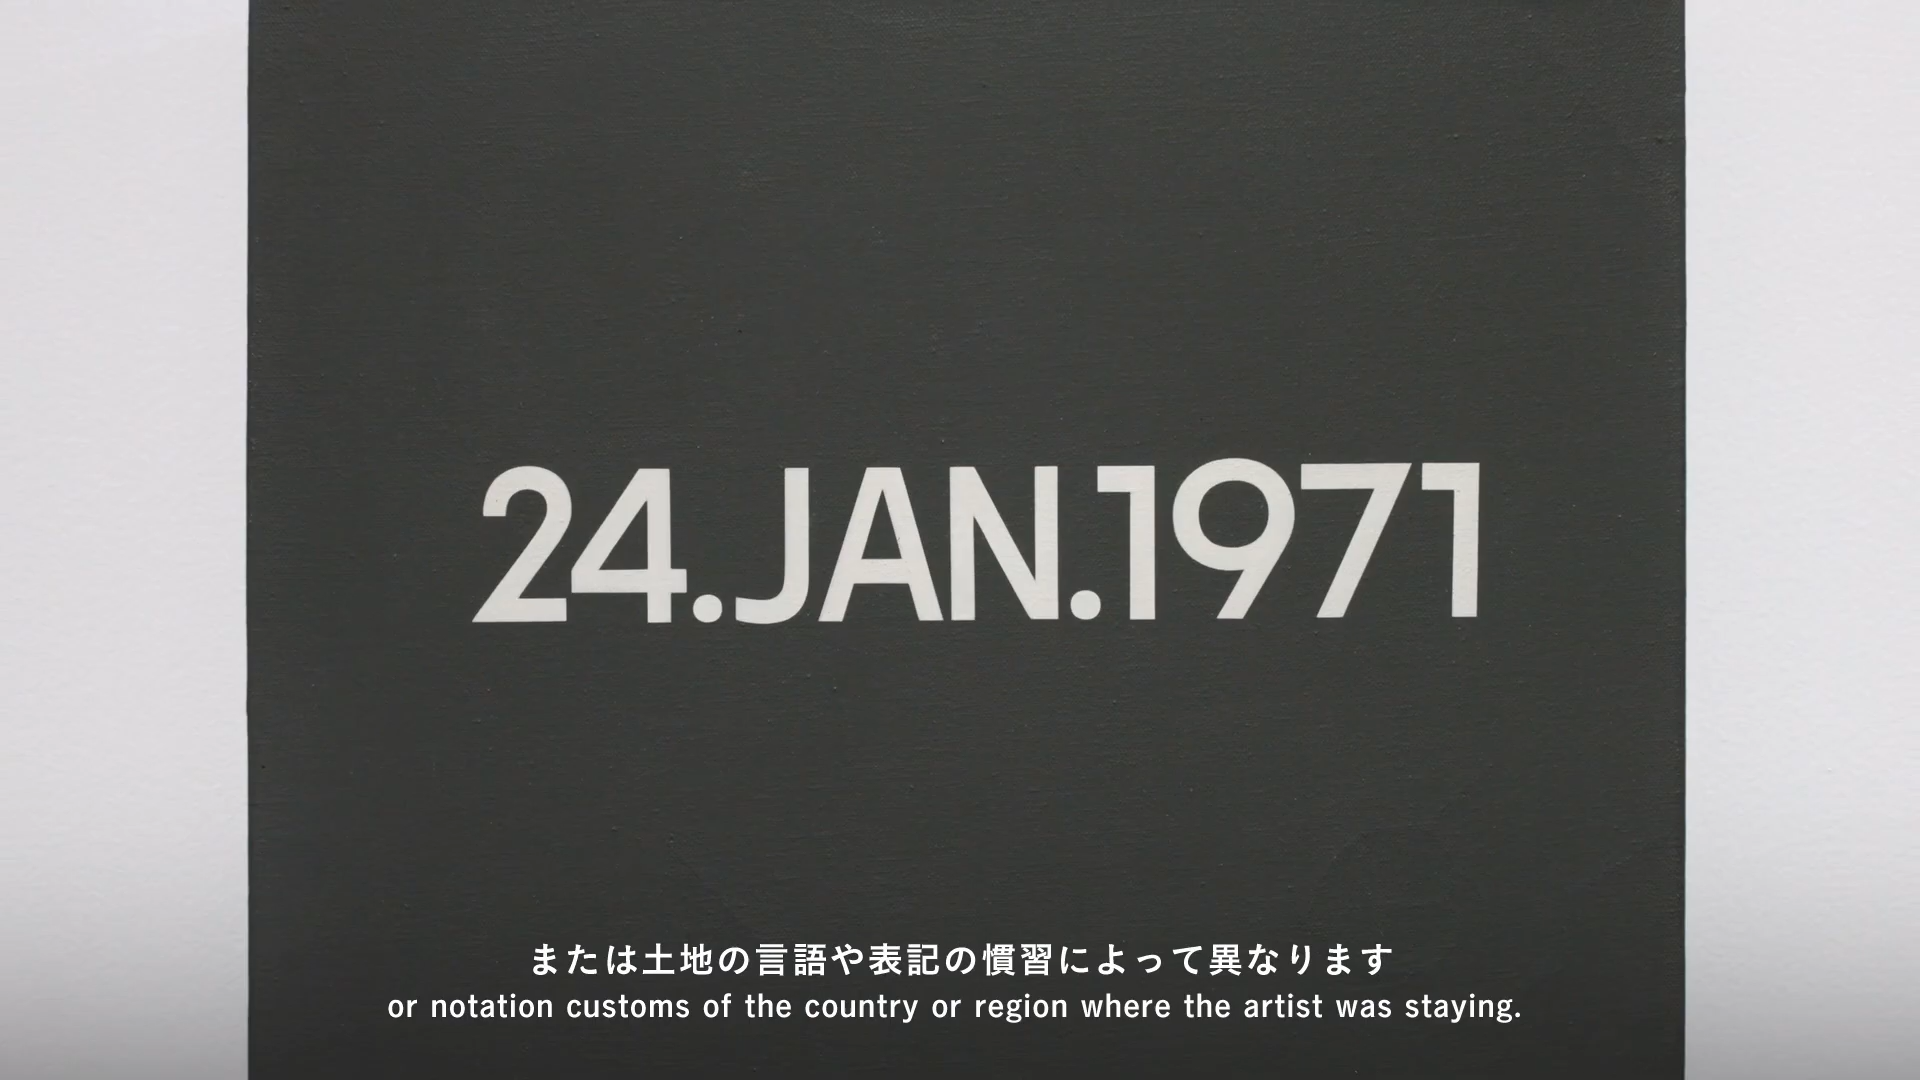 24.JAN.1971
または土地の言語や表記の慣習によって異なります
or notation customs of the country or region where the artist was staying.